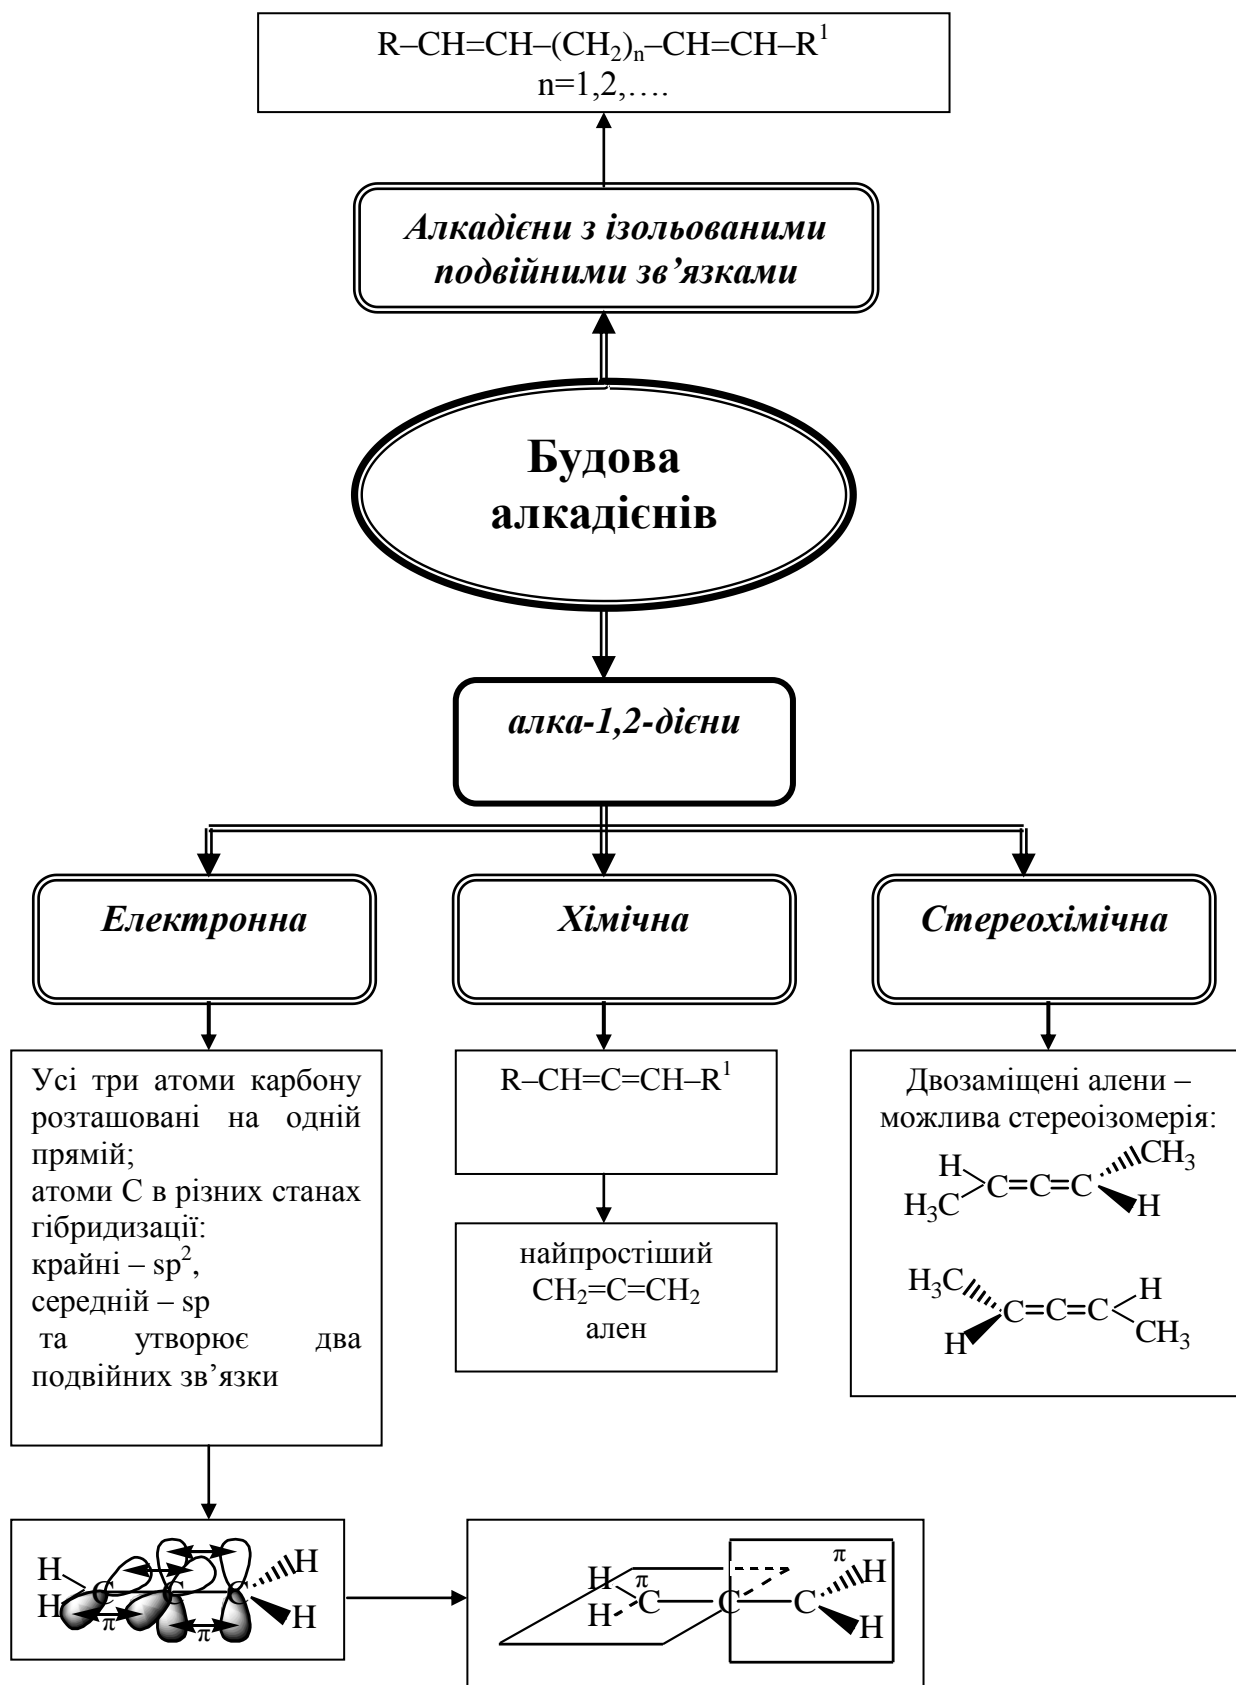 R–CH=CH–(CH₂)ₙ–CH=CH–R¹
n=1,2,….
Алкадієни з ізольованими
подвійними зв’язками
Будова
алкадієнів
алка-1,2-дієни
Електронна
Хімічна
Стереохімічна
Усі три атоми карбону
розташовані на одній
прямій;
атоми С в різних станах
гібридизації:
крайні – sp²,
середній – sp
та утворює два
подвійних зв’язки
R–CH=C=CH–R¹
найпростіший
CH₂=C=CH₂
ален
Двозаміщені алени –
можлива стереоізомерія:
H
H₃C
C=C=C
CH₃
H
H₃C
H
C=C=C
H
CH₃
H
H
C
C
C
H
H
π
π
H
H
π
C
C
C
π
H
H